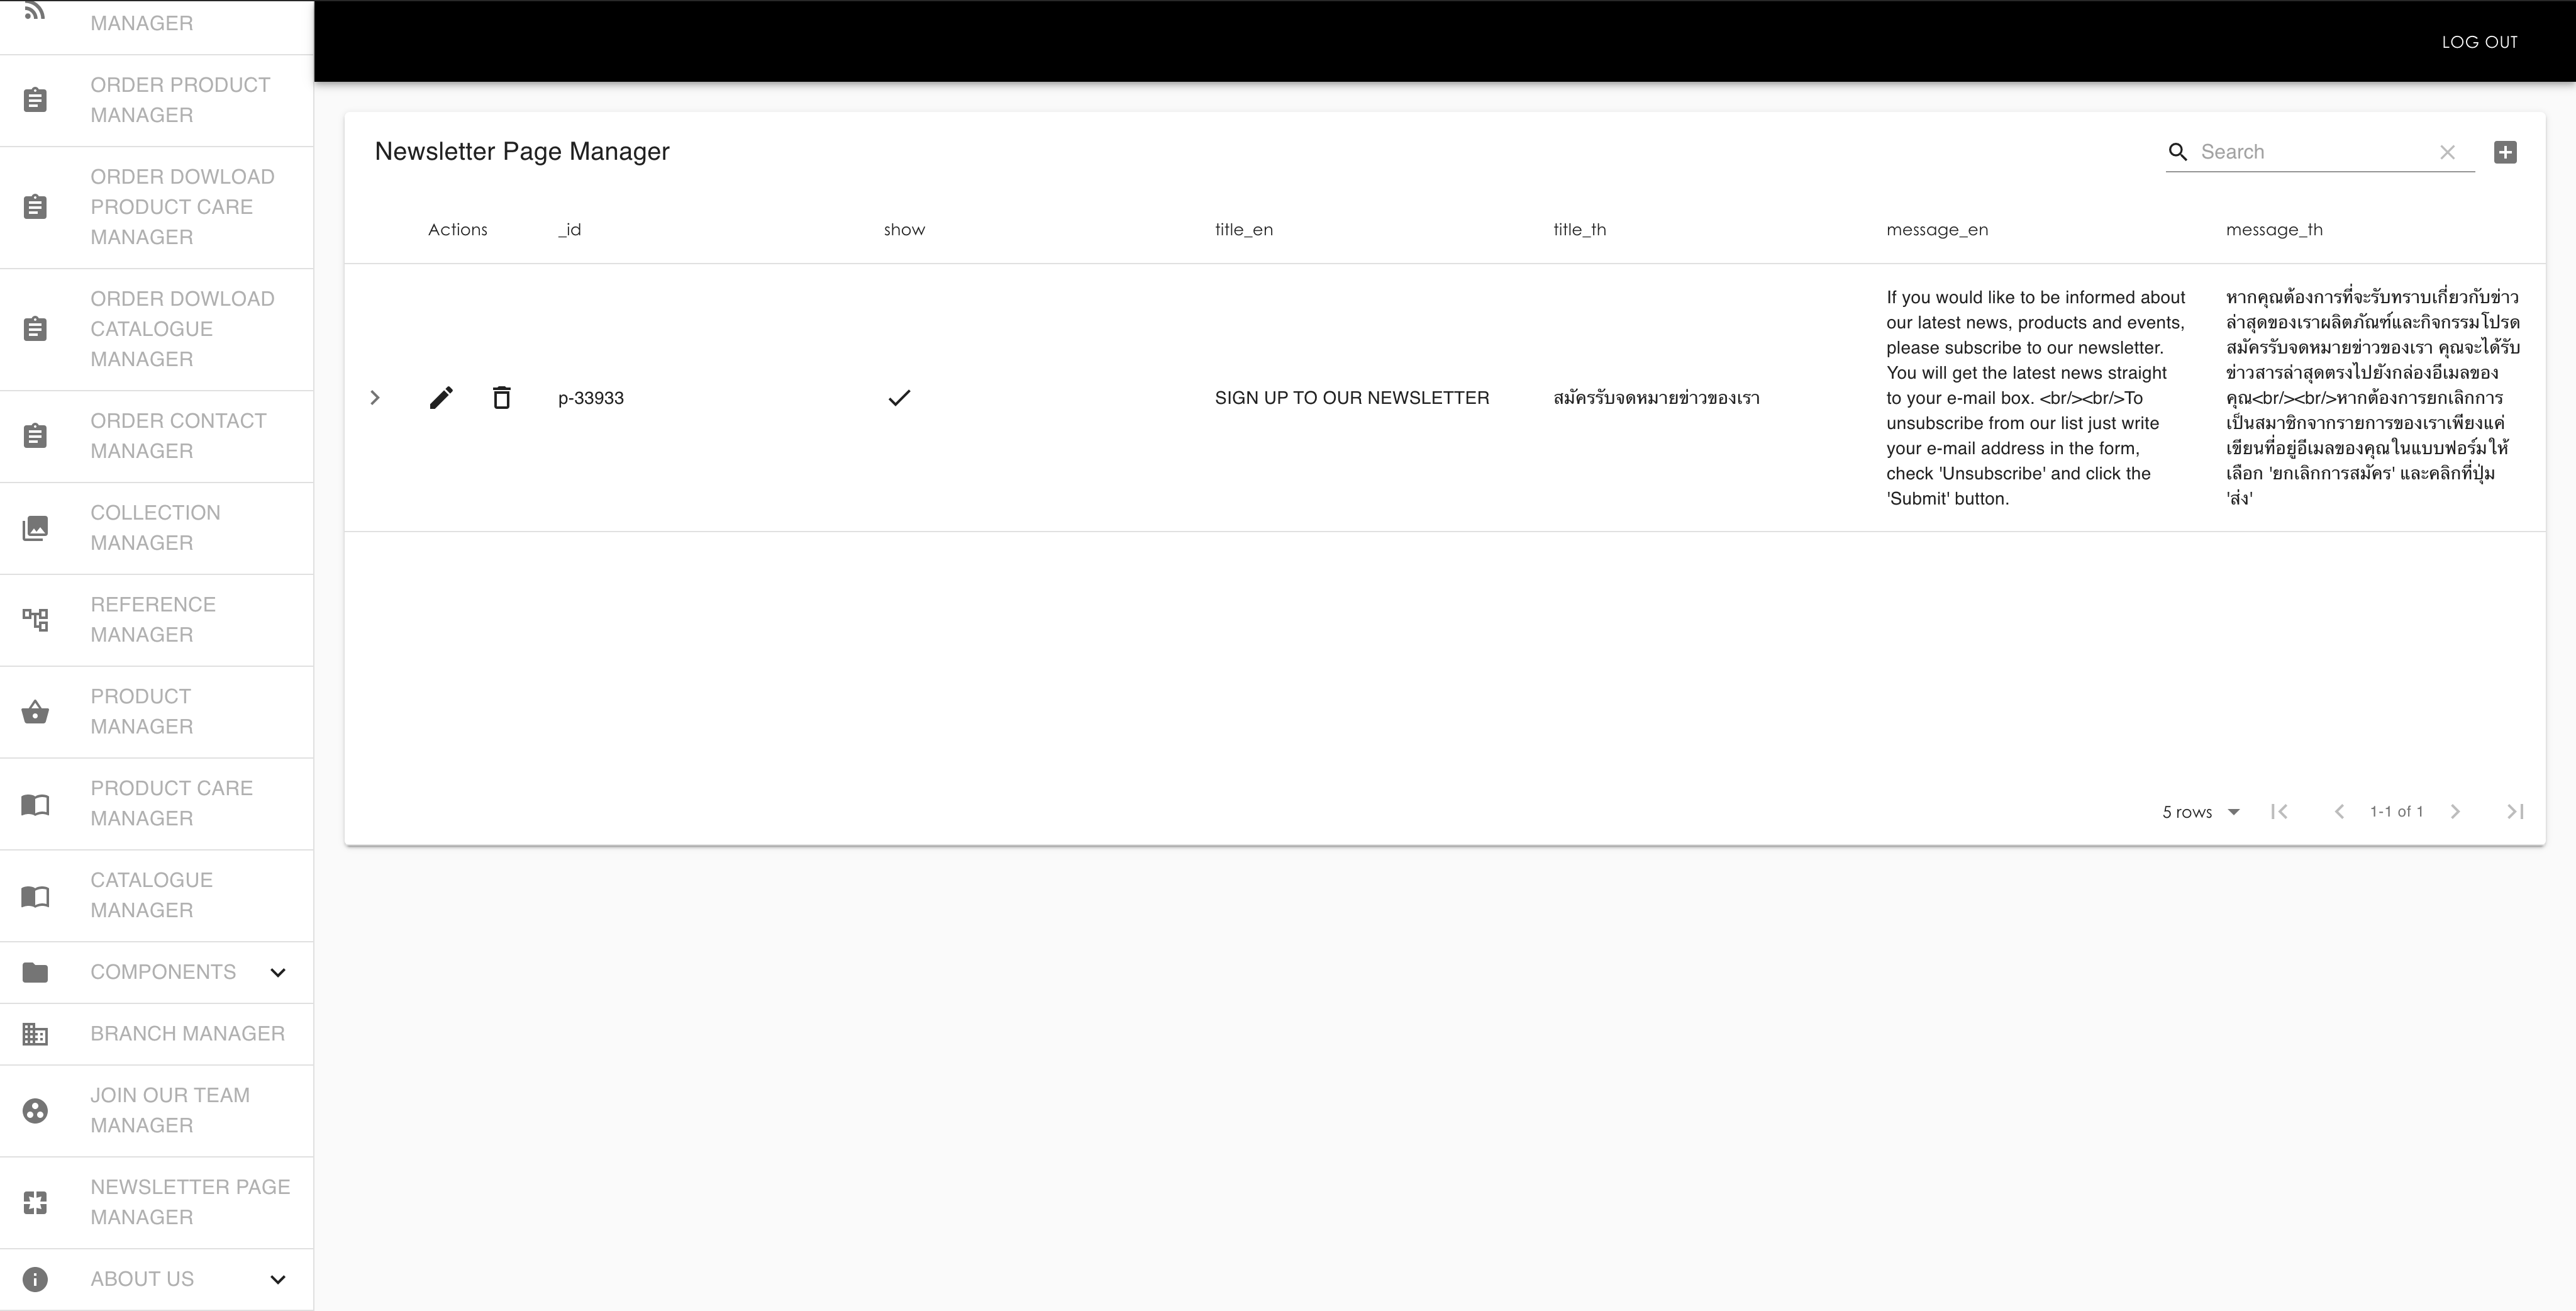 MANAGER
ORDER PRODUCT
MANAGER
ORDER DOWLOAD
PRODUCT CARE
MANAGER
ORDER DOWLOAD
CATALOGUE
MANAGER
ORDER CONTACT
MANAGER
COLLECTION
MANAGER
REFERENCE
MANAGER
PRODUCT
MANAGER
PRODUCT CARE
MANAGER
CATALOGUE
MANAGER
COMPONENTS
BRANCH MANAGER
JOIN OUR TEAM
MANAGER
NEWSLETTER PAGE
MANAGER
ABOUT US
LOG OUT
Newsletter Page Manager
Search
Actions
_id
show
title_en
title_th
message_en
message_th
p-33933
SIGN UP TO OUR NEWSLETTER
สมัครรับจดหมายข่าวของเรา
If you would like to be informed about
our latest news, products and events,
please subscribe to our newsletter.
You will get the latest news straight
to your e-mail box. <br/><br/>To
unsubscribe from our list just write
your e-mail address in the form,
check 'Unsubscribe' and click the
'Submit' button.
หากคุณต้องการที่จะรับทราบเกี่ยวกับข่าว
ล่าสุดของเราผลิตภัณฑ์และกิจกรรมโปรด
สมัครรับจดหมายข่าวของเรา คุณจะได้รับ
ข่าวสารล่าสุดตรงไปยังกล่องอีเมลของ
คุณ<br/><br/>หากต้องการยกเลิกการ
เป็นสมาชิกจากรายการของเราเพียงแค่
เขียนที่อยู่อีเมลของคุณในแบบฟอร์มให้
เลือก 'ยกเลิกการสมัคร' และคลิกที่ปุ่ม
'ส่ง'
5 rows
1-1 of 1